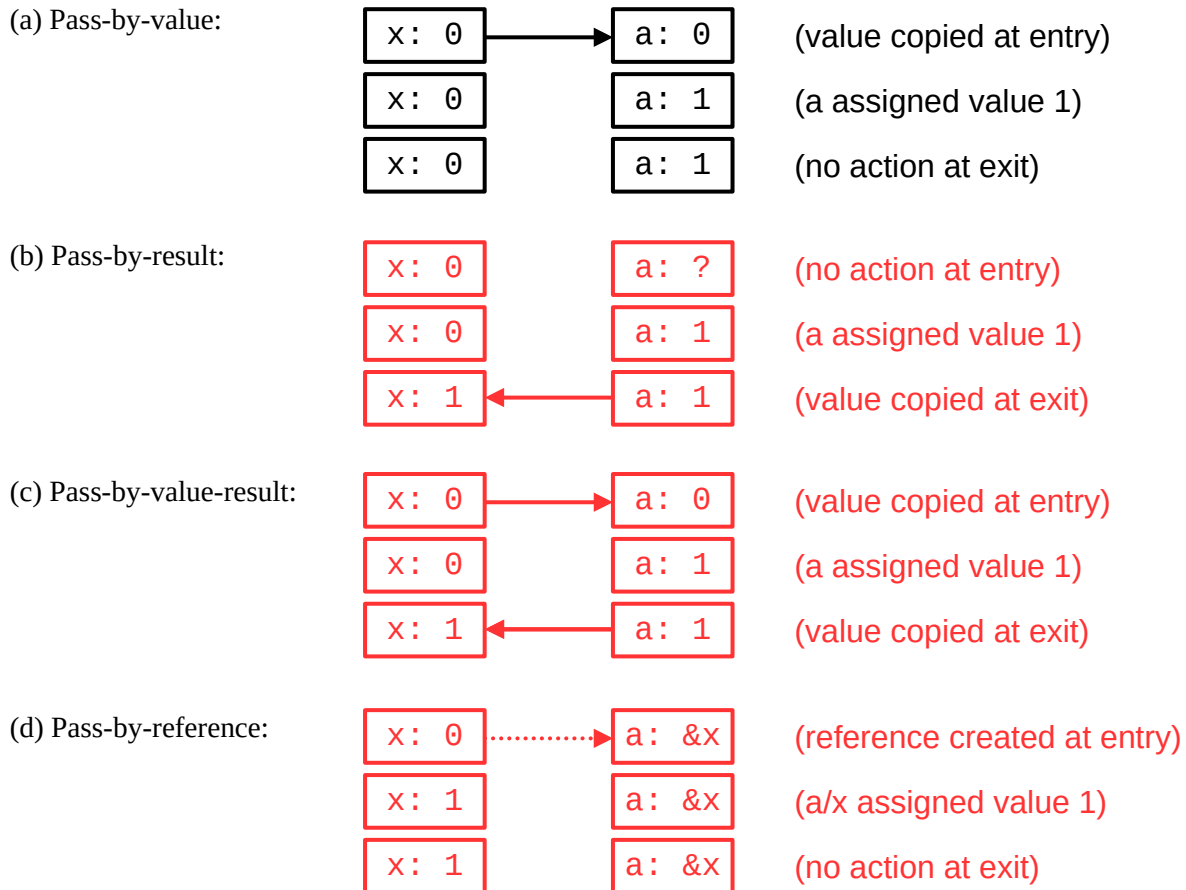 (a) Pass-by-value: x: 0 a: 0 (value copied at entry)
x: 0 a: 1 (a assigned value 1)
x: 0 a: 1 (no action at exit)
(b) Pass-by-result: x: 0 a: ? (no action at entry)
x: 0 a: 1 (a assigned value 1)
x: 1 a: 1 (value copied at exit)
(c) Pass-by-value-result: x: 0 a: 0 (value copied at entry)
x: 0 a: 1 (a assigned value 1)
x: 1 a: 1 (value copied at exit)
(d) Pass-by-reference: x: 0 a: &x (reference created at entry)
x: 1 a: &x (a/x assigned value 1)
x: 1 a: &x (no action at exit)